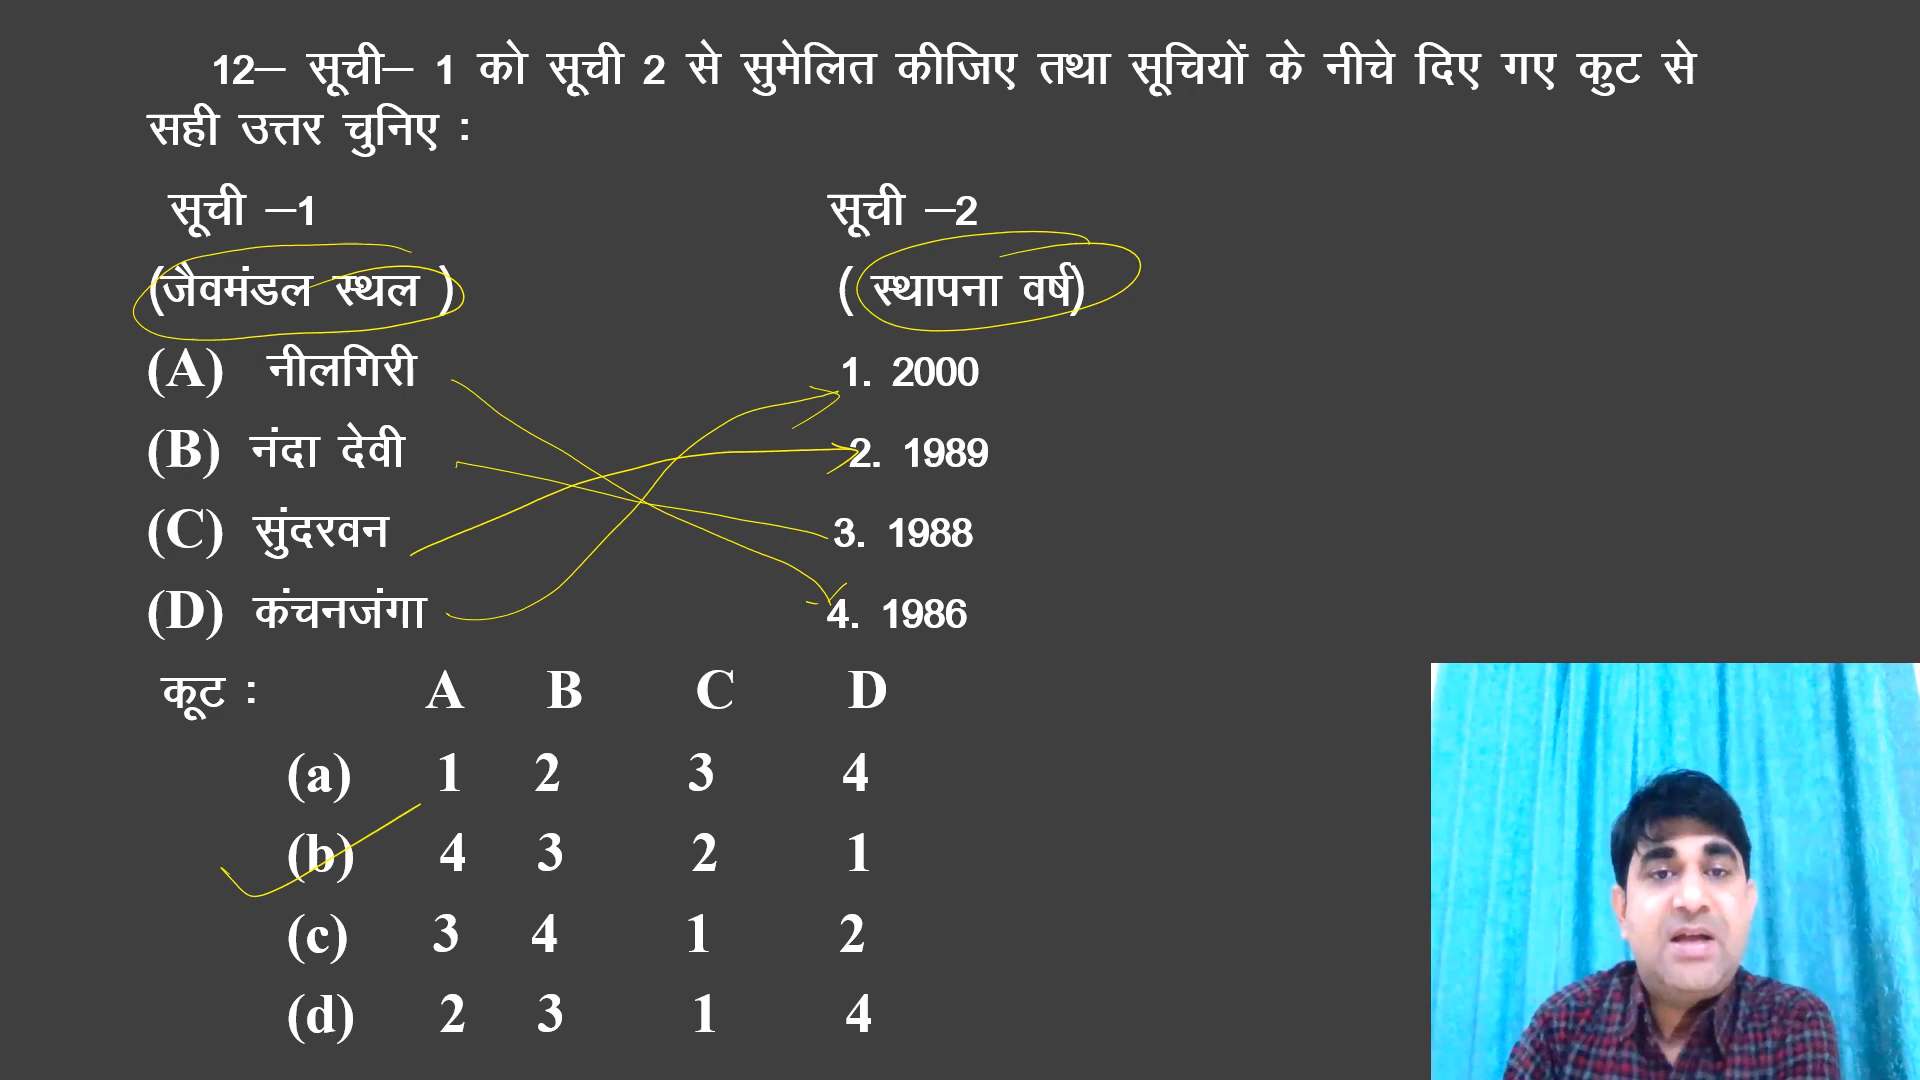 12– सूची– 1 को सूची 2 से सुमेलित कीजिए तथा सूचियों के नीचे दिए गए कुट से
सही उत्तर चुनिए :
सूची –1 सूची –2
(जैवमंडल स्थल ) ( स्थापना वर्ष)
(A) नीलगिरी 1. 2000
(B) नंदा देवी 2. 1989
(C) सुंदरवन 3. 1988
(D) कंचनजंगा 4. 1986
कूट : A B C D
(a) 1 2 3 4
(b) 4 3 2 1
(c) 3 4 1 2
(d) 2 3 1 4